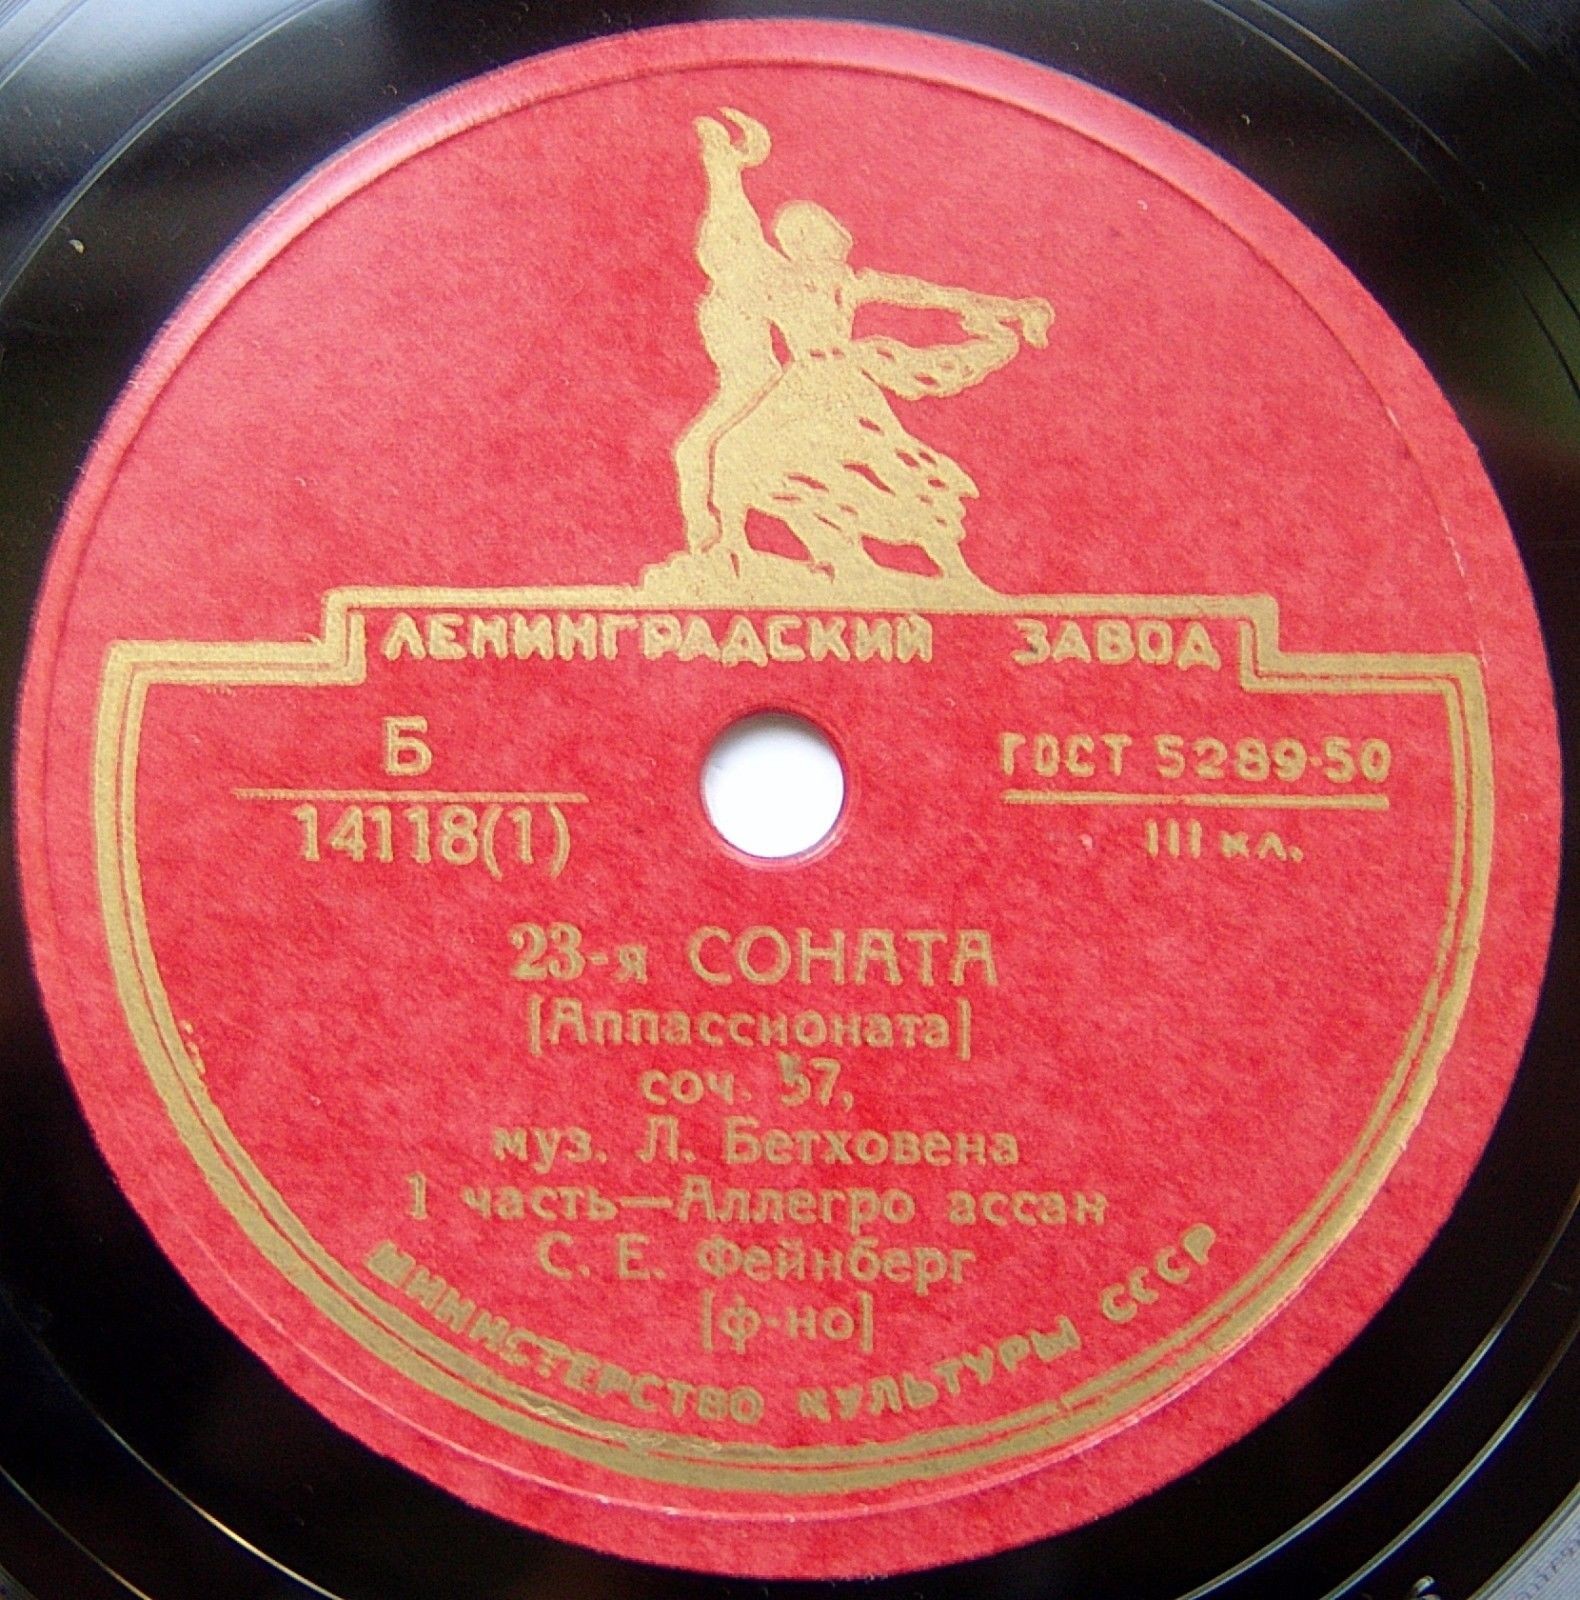 ЛЕНИНГРАДСКИЙ ЗАВОД
Б
14118(1)
ГОСТ 5289-50
III кл.
23-я СОНАТА
[Аппассионата]
соч. 57,
муз. Л. Бетховена
1 часть—Аллегро ассаи
С. Е. Фейнберг
[ф-но]
МИНИСТЕРСТВО КУЛЬТУРЫ СССР